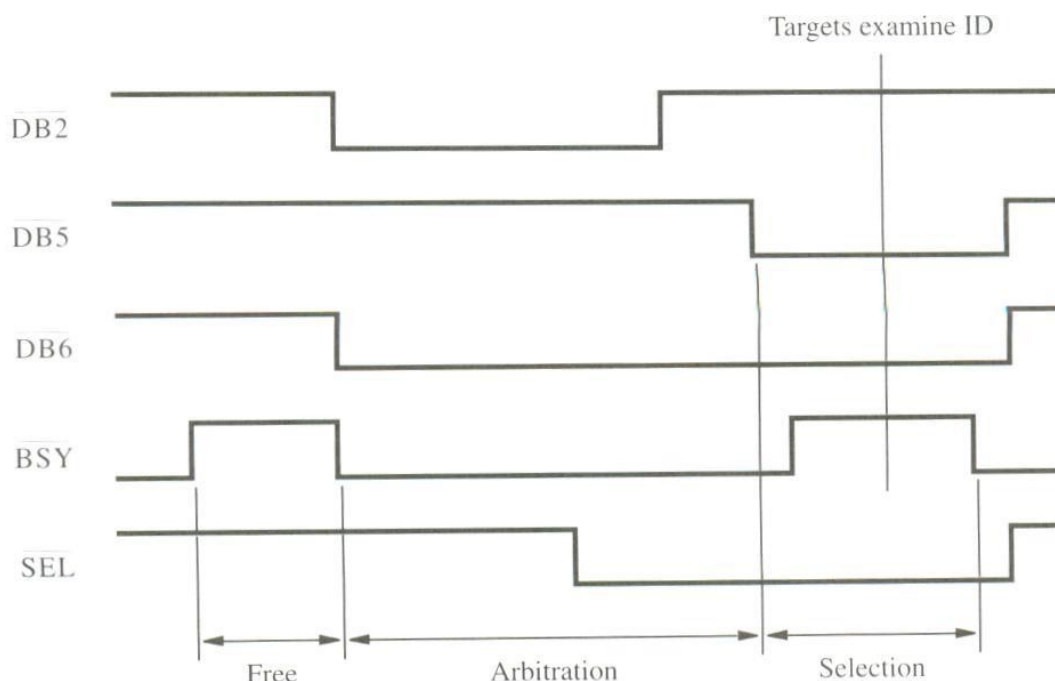 Targets examine ID
DB2
DB5
DB6
BSY
SEL
Free
Arbitration
Selection